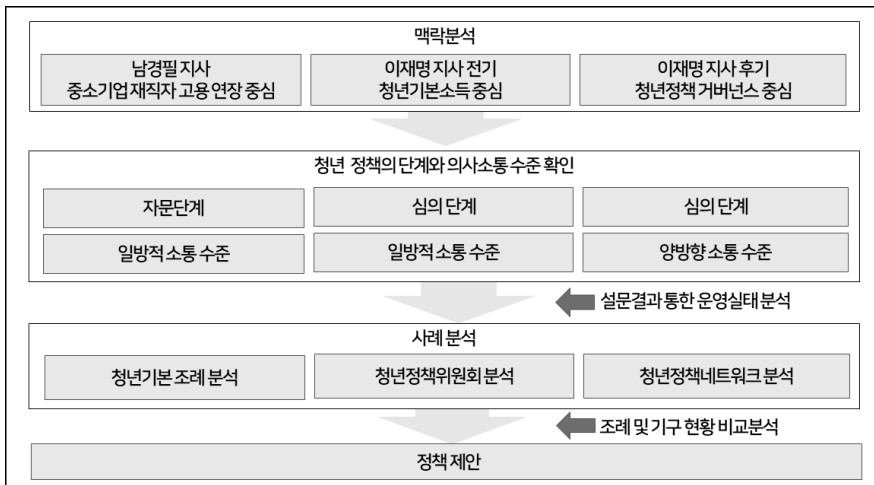 맥락분석
남경필 지사
중소기업 재직자 고용 연장 중심
이재명 지사 전기
청년기본소득 중심
이재명 지사 후기
청년정책 거버넌스 중심
청년 정책의 단계와 의사소통 수준 확인
자문단계
심의 단계
심의 단계
일방적 소통 수준
일방적 소통 수준
양방향 소통 수준
설문결과 통한 운영실태 분석
사례 분석
청년기본 조례 분석
청년정책위원회 분석
청년정책네트워크 분석
조례 및 기구 현황 비교분석
정책 제안